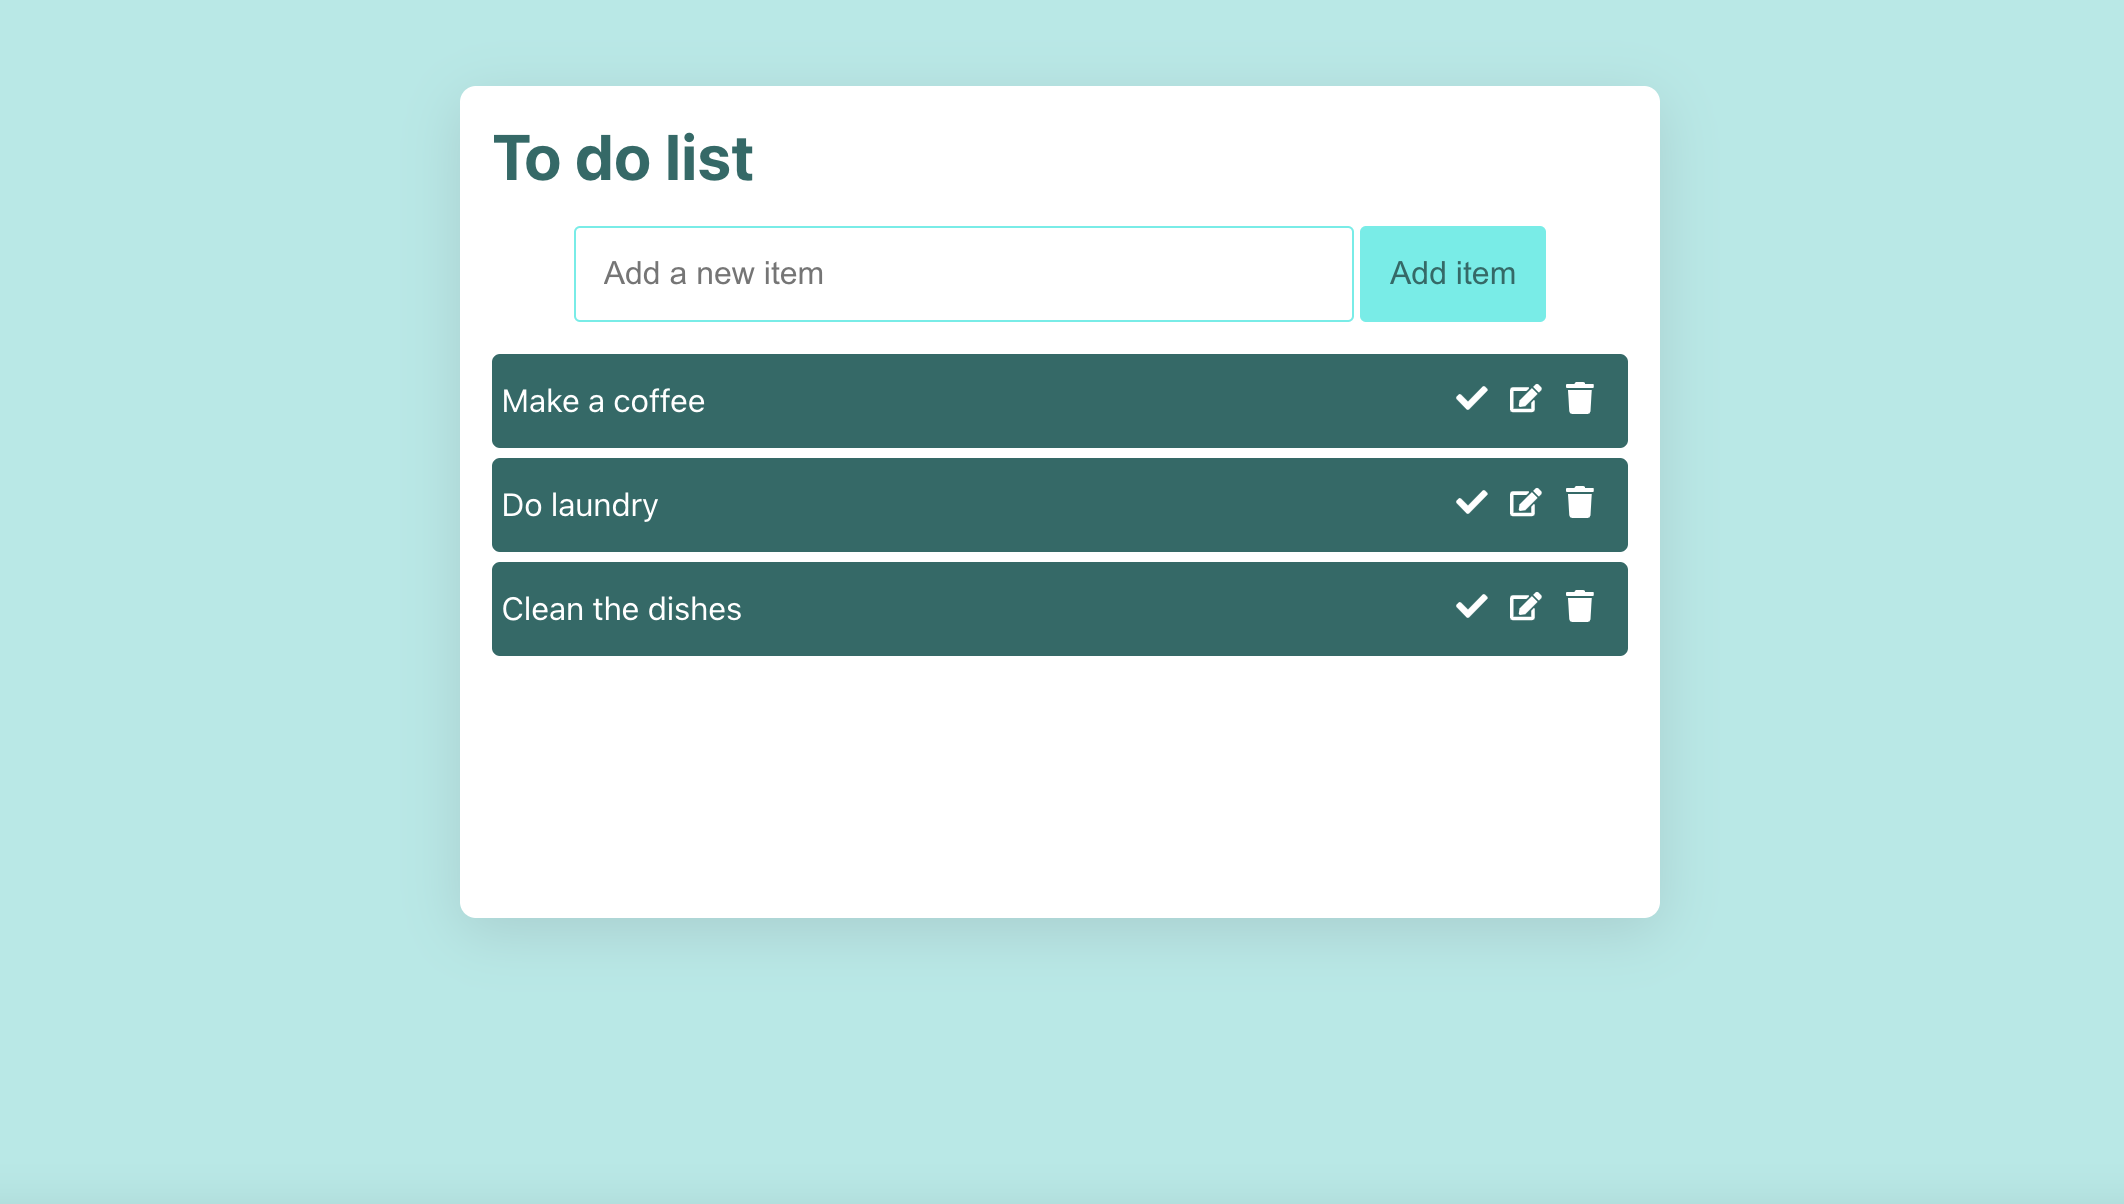 To do list
Add a new item
Add item
Make a coffee
Do laundry
Clean the dishes